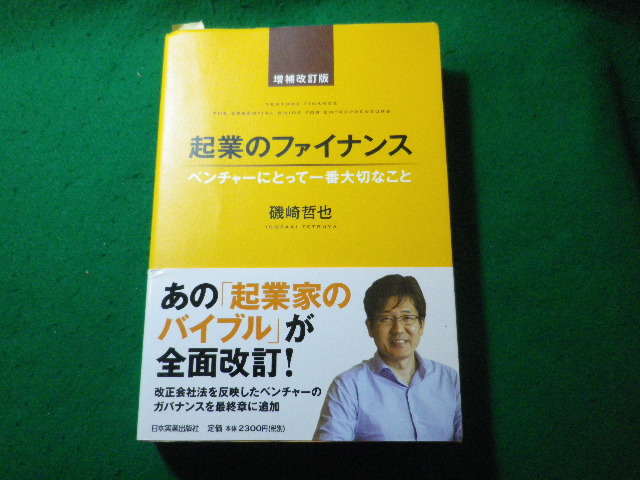 増補改訂版
VENTURE FINANCE
THE ESSENTIAL GUIDE FOR ENTREPRENEURS
起業のファイナンス
ベンチャーにとって一番大切なこと
磯崎哲也
ISOZAKI TETSUYA
あの「起業家の
バイブル」が
全面改訂!
改正会社法を反映したベンチャーの
ガバナンスを最終章に追加
日本実業出版社 定価 本体2300円(税別)